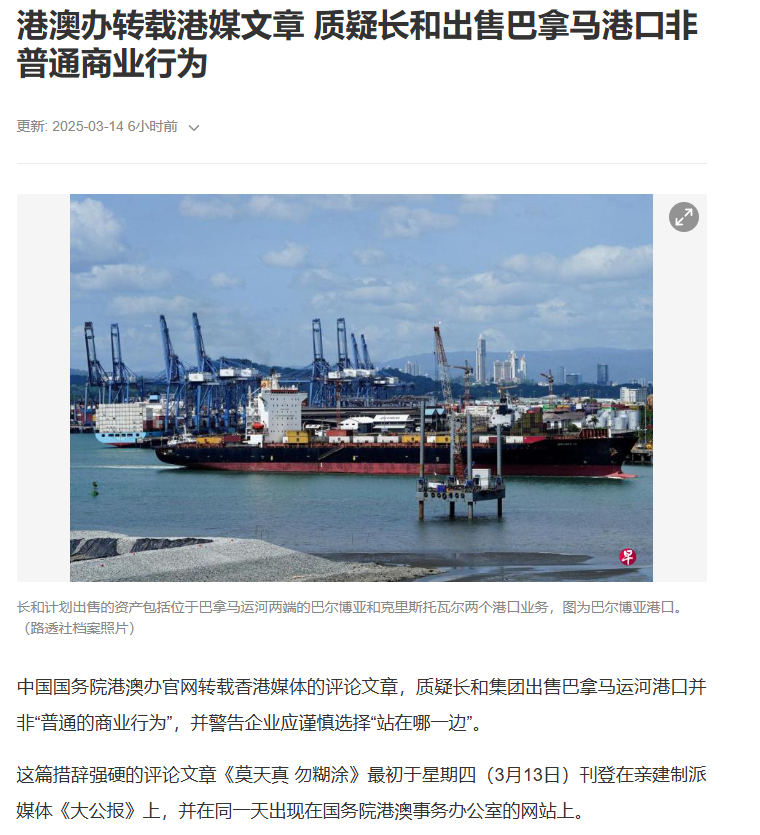 港澳办转载港媒文章 质疑长和出售巴拿马港口非
普通商业行为
更新: 2025-03-14 6小时前
早
长和计划出售的资产包括位于巴拿马运河两端的巴尔博亚和克里斯托瓦尔两个港口业务，图为巴尔博亚港口。
（路透社档案照片）
中国国务院港澳办官网转载香港媒体的评论文章，质疑长和集团出售巴拿马运河港口并
非“普通的商业行为”，并警告企业应谨慎选择“站在哪一边”。
这篇措辞强硬的评论文章《莫天真 勿糊涂》最初于星期四（3月13日）刊登在亲建制派
媒体《大公报》上，并在同一天出现在国务院港澳事务办公室的网站上。